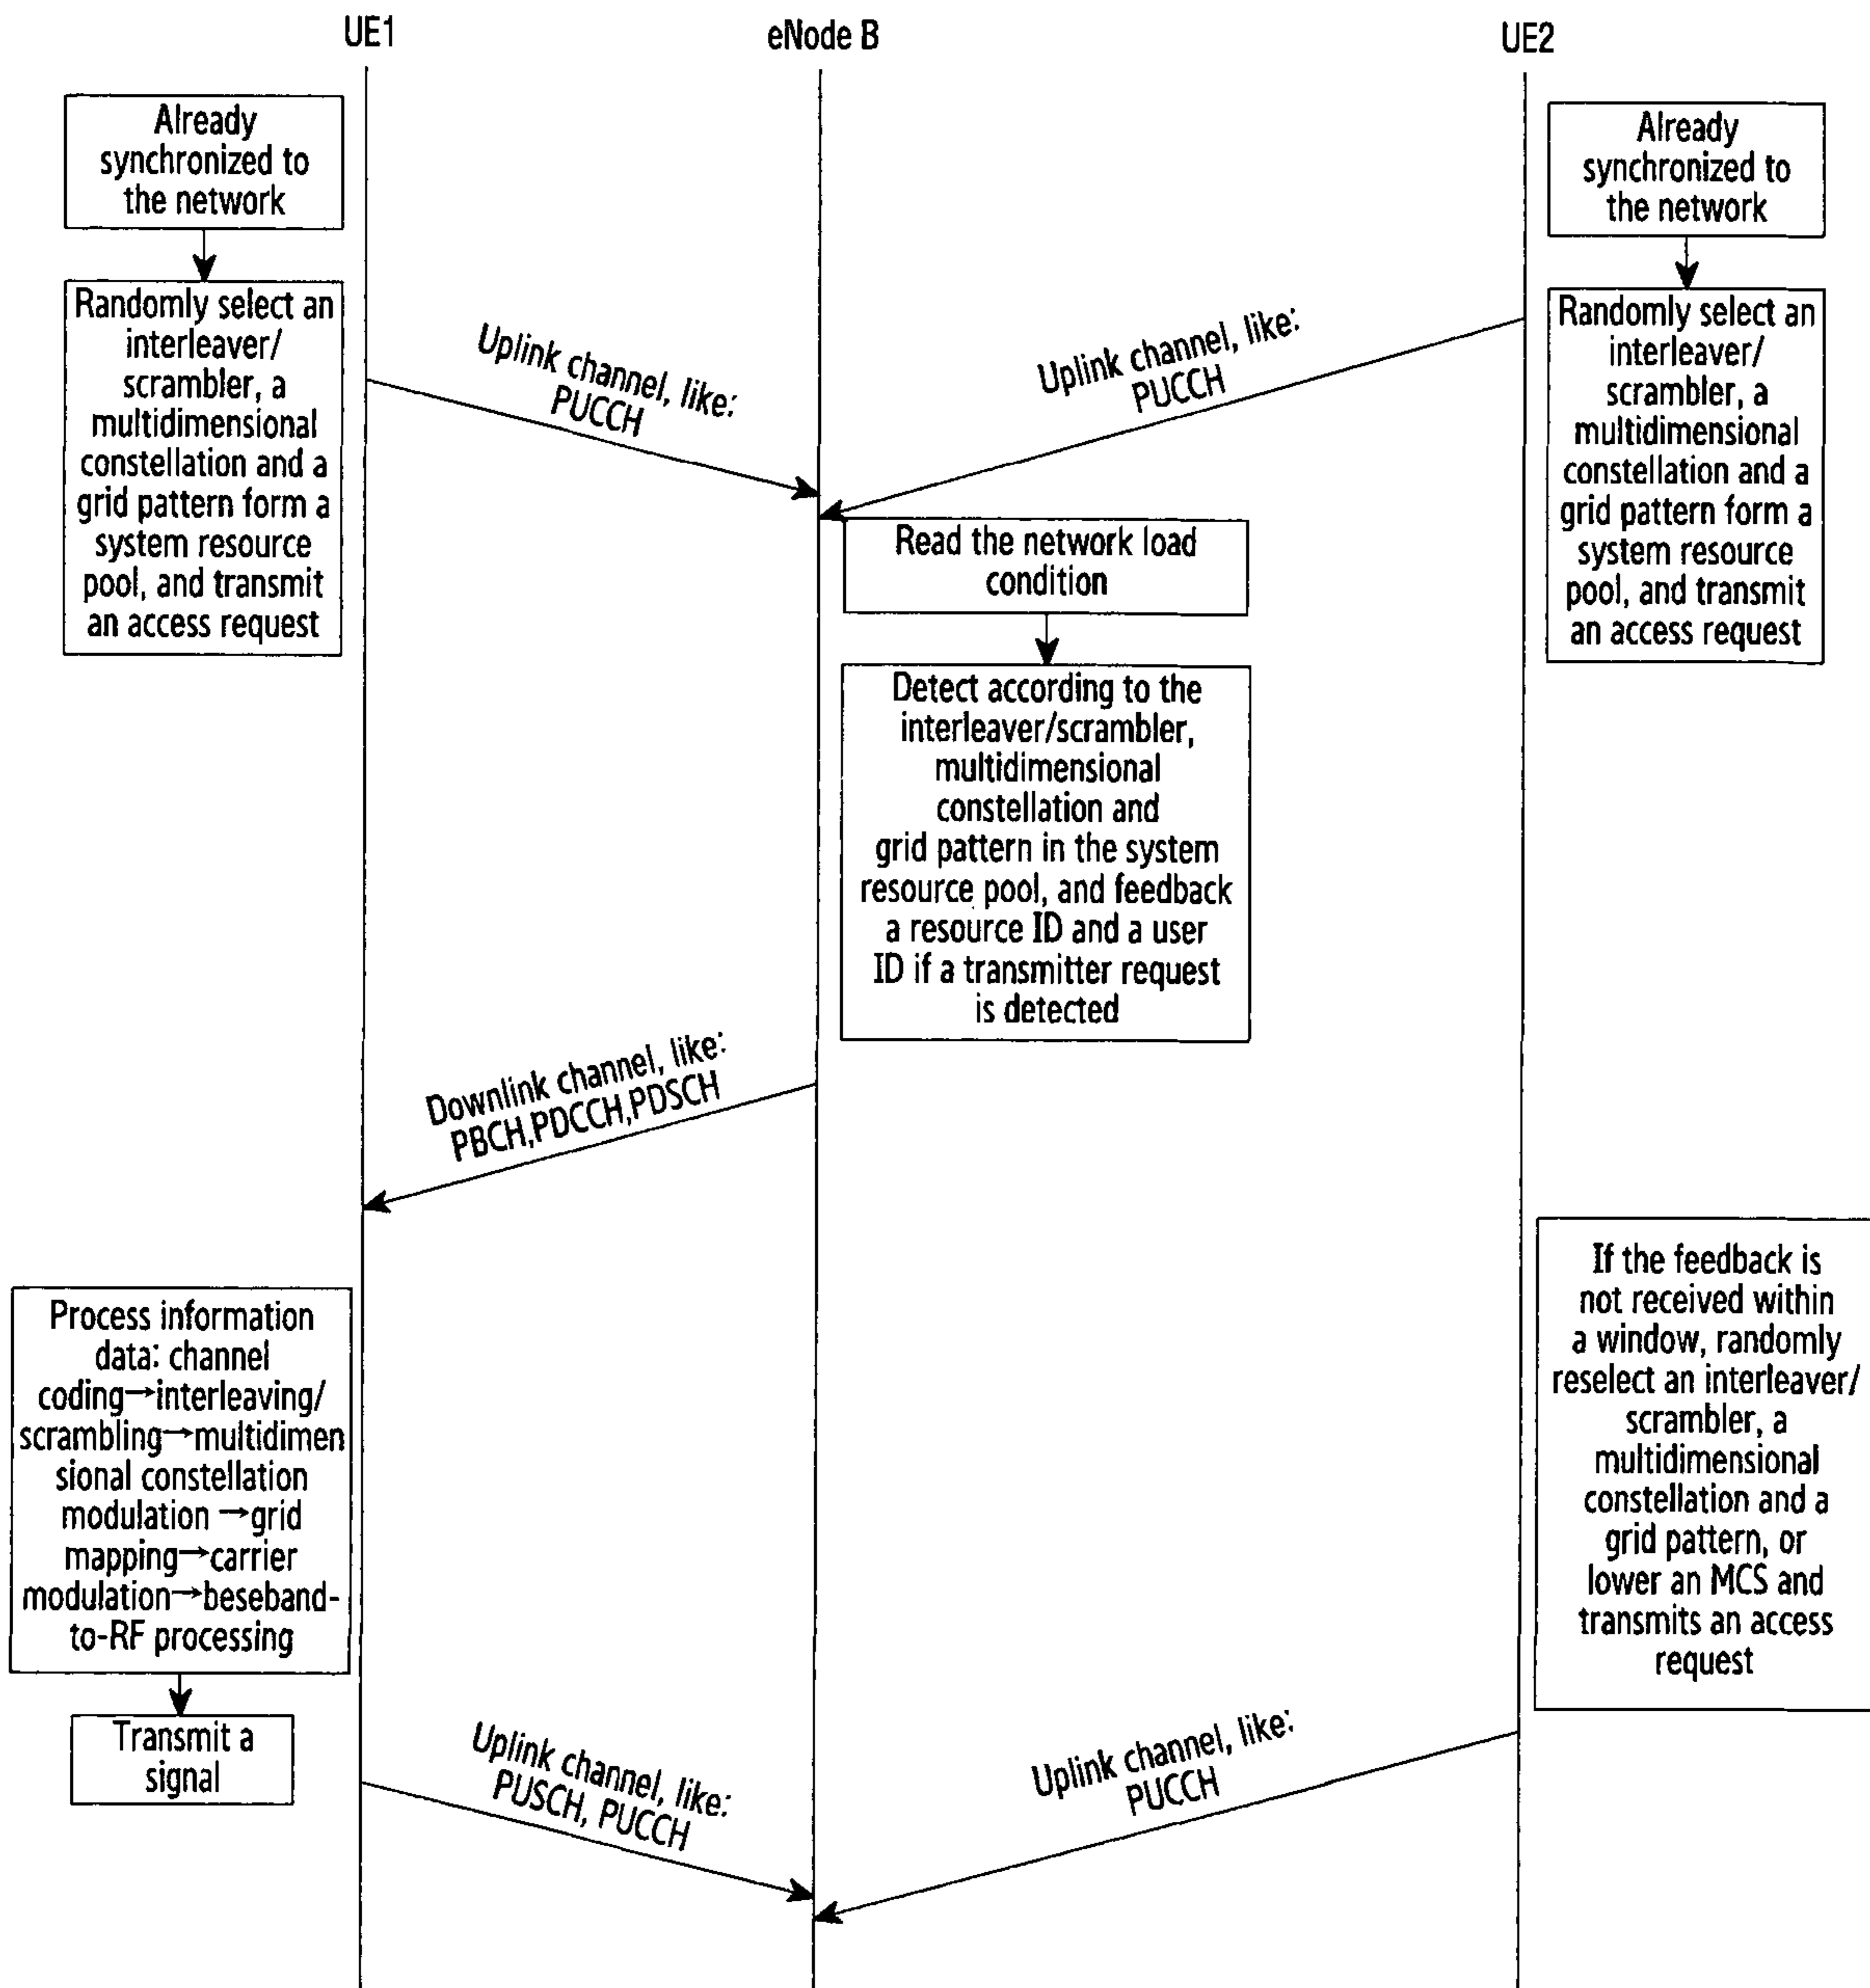 UE1
eNode B
UE2
Already
synchronized to
the network
Already
synchronized to
the network
Randomly select an
interleaver/
scrambler, a
multidimensional
constellation and a
grid pattern form a
system resource
pool, and transmit
an access request
Uplink channel, like:
PUCCH
Uplink channel, like:
PUCCH
Randomly select an
interleaver/
scrambler, a
multidimensional
constellation and a
grid pattern form a
system resource
pool, and transmit
an access request
Read the network load
condition
Detect according to the
interleaver/scrambler,
multidimensional
constellation and
grid pattern in the system
resource pool, and feedback
a resource ID and a user
ID if a transmitter request
is detected
Downlink channel, like:
PBCH,PDCCH,PDSCH
Process information
data: channel
coding→interleaving/
scrambling→multidimen
sional constellation
modulation →grid
mapping→carrier
modulation→beseband-
to-RF processing
If the feedback is
not received within
a window, randomly
reselect an interleaver/
scrambler, a
multidimensional
constellation and a
grid pattern, or
lower an MCS and
transmits an access
request
Transmit a
signal
Uplink channel, like:
PUSCH, PUCCH
Uplink channel, like:
PUCCH